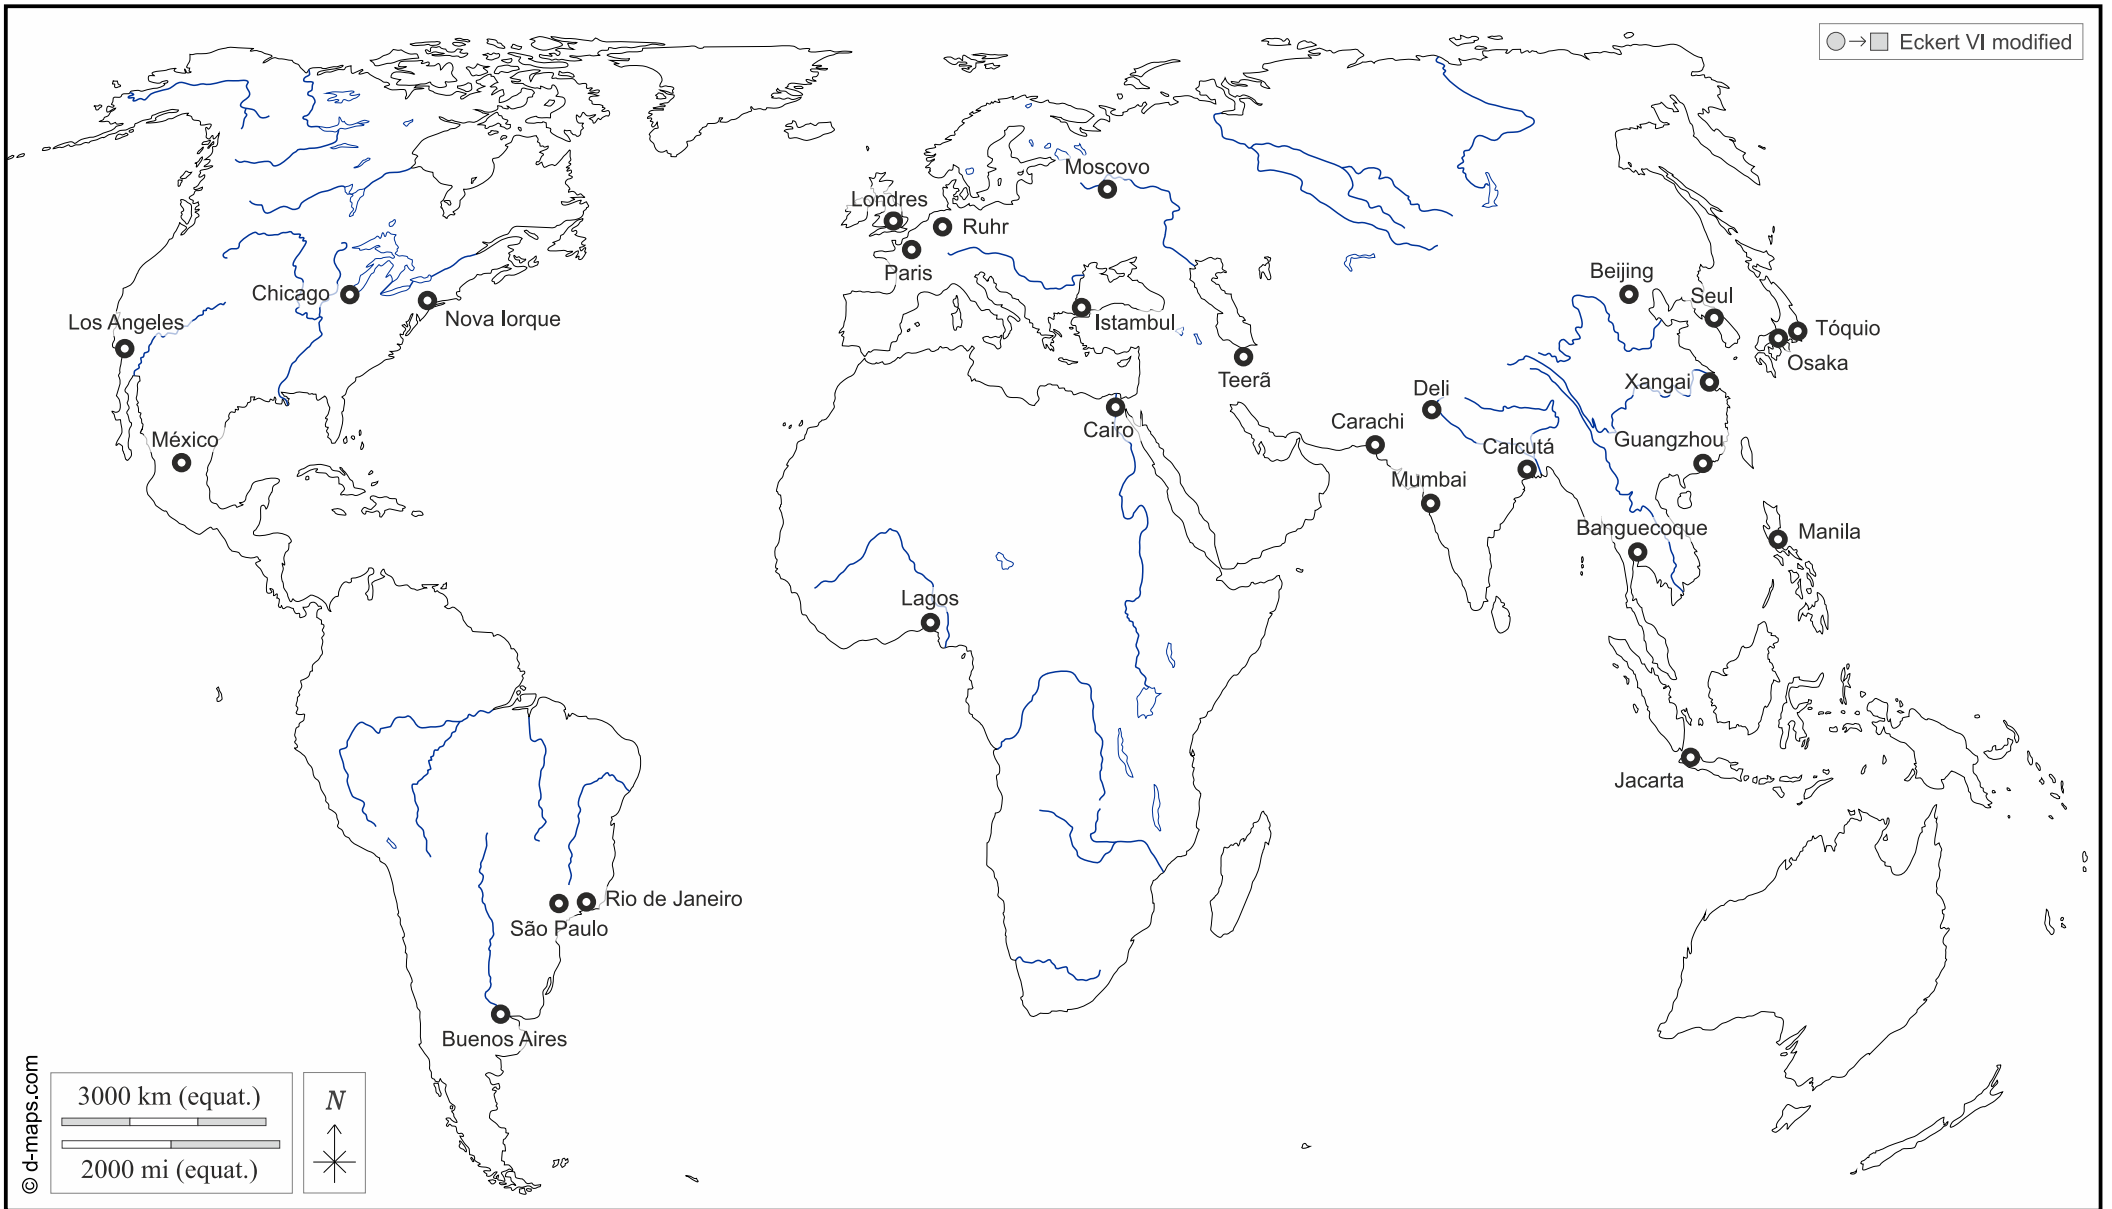 Eckert VI modified
Moscovo
Londres
Ruhr
Paris
Beijing
Chicago
Seul
Nova Iorque
Los Angeles
Istambul
Tóquio
Osaka
Teerã
Xangai
Deli
Carachi
Cairo
México
Guangzhou
Calcutá
Mumbai
Banguecoque
Manila
Lagos
Jacarta
Rio de Janeiro
São Paulo
Buenos Aires
© d-maps.com
3000 km (equat.)
2000 mi (equat.)
N